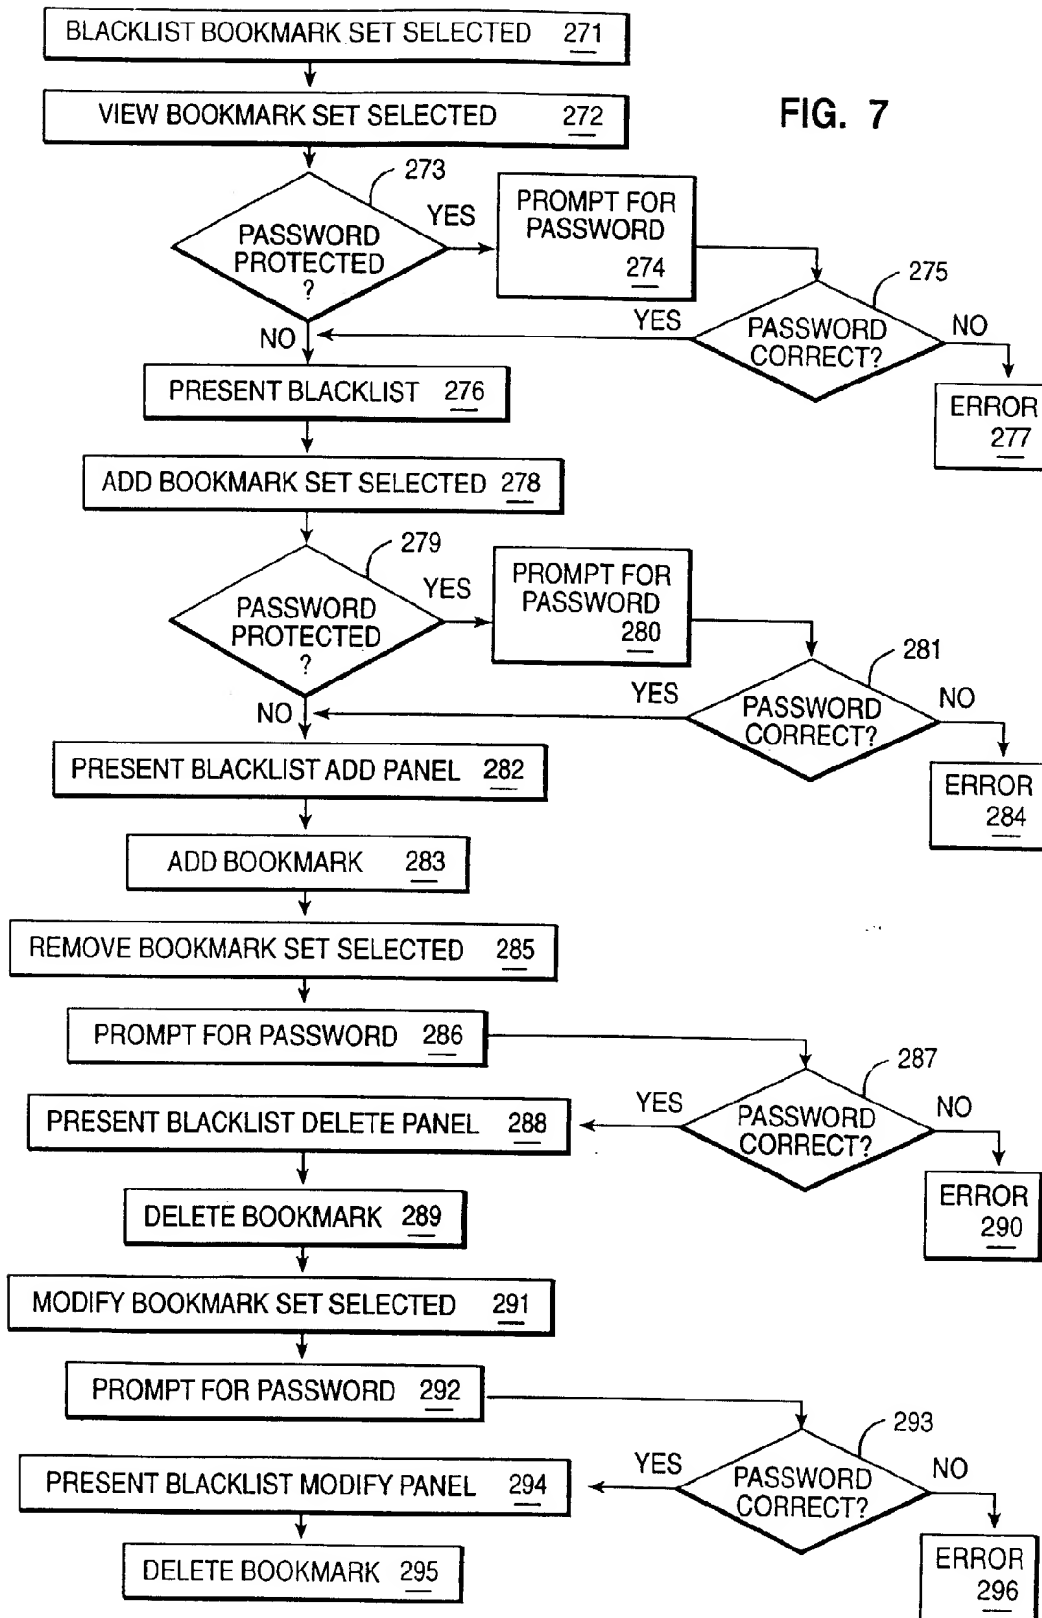 BLACKLIST BOOKMARK SET SELECTED 271
VIEW BOOKMARK SET SELECTED 272
FIG. 7
273
PASSWORD
PROTECTED
?
YES
PROMPT FOR
PASSWORD
274
275
PASSWORD
CORRECT?
YES
NO
NO
ERROR
277
PRESENT BLACKLIST 276
ADD BOOKMARK SET SELECTED 278
279
PASSWORD
PROTECTED
?
YES
PROMPT FOR
PASSWORD
280
281
PASSWORD
CORRECT?
YES
NO
NO
ERROR
284
PRESENT BLACKLIST ADD PANEL 282
ADD BOOKMARK 283
REMOVE BOOKMARK SET SELECTED 285
PROMPT FOR PASSWORD 286
287
PASSWORD
CORRECT?
YES
NO
PRESENT BLACKLIST DELETE PANEL 288
ERROR
290
DELETE BOOKMARK 289
MODIFY BOOKMARK SET SELECTED 291
PROMPT FOR PASSWORD 292
293
PASSWORD
CORRECT?
YES
NO
PRESENT BLACKLIST MODIFY PANEL 294
ERROR
296
DELETE BOOKMARK 295